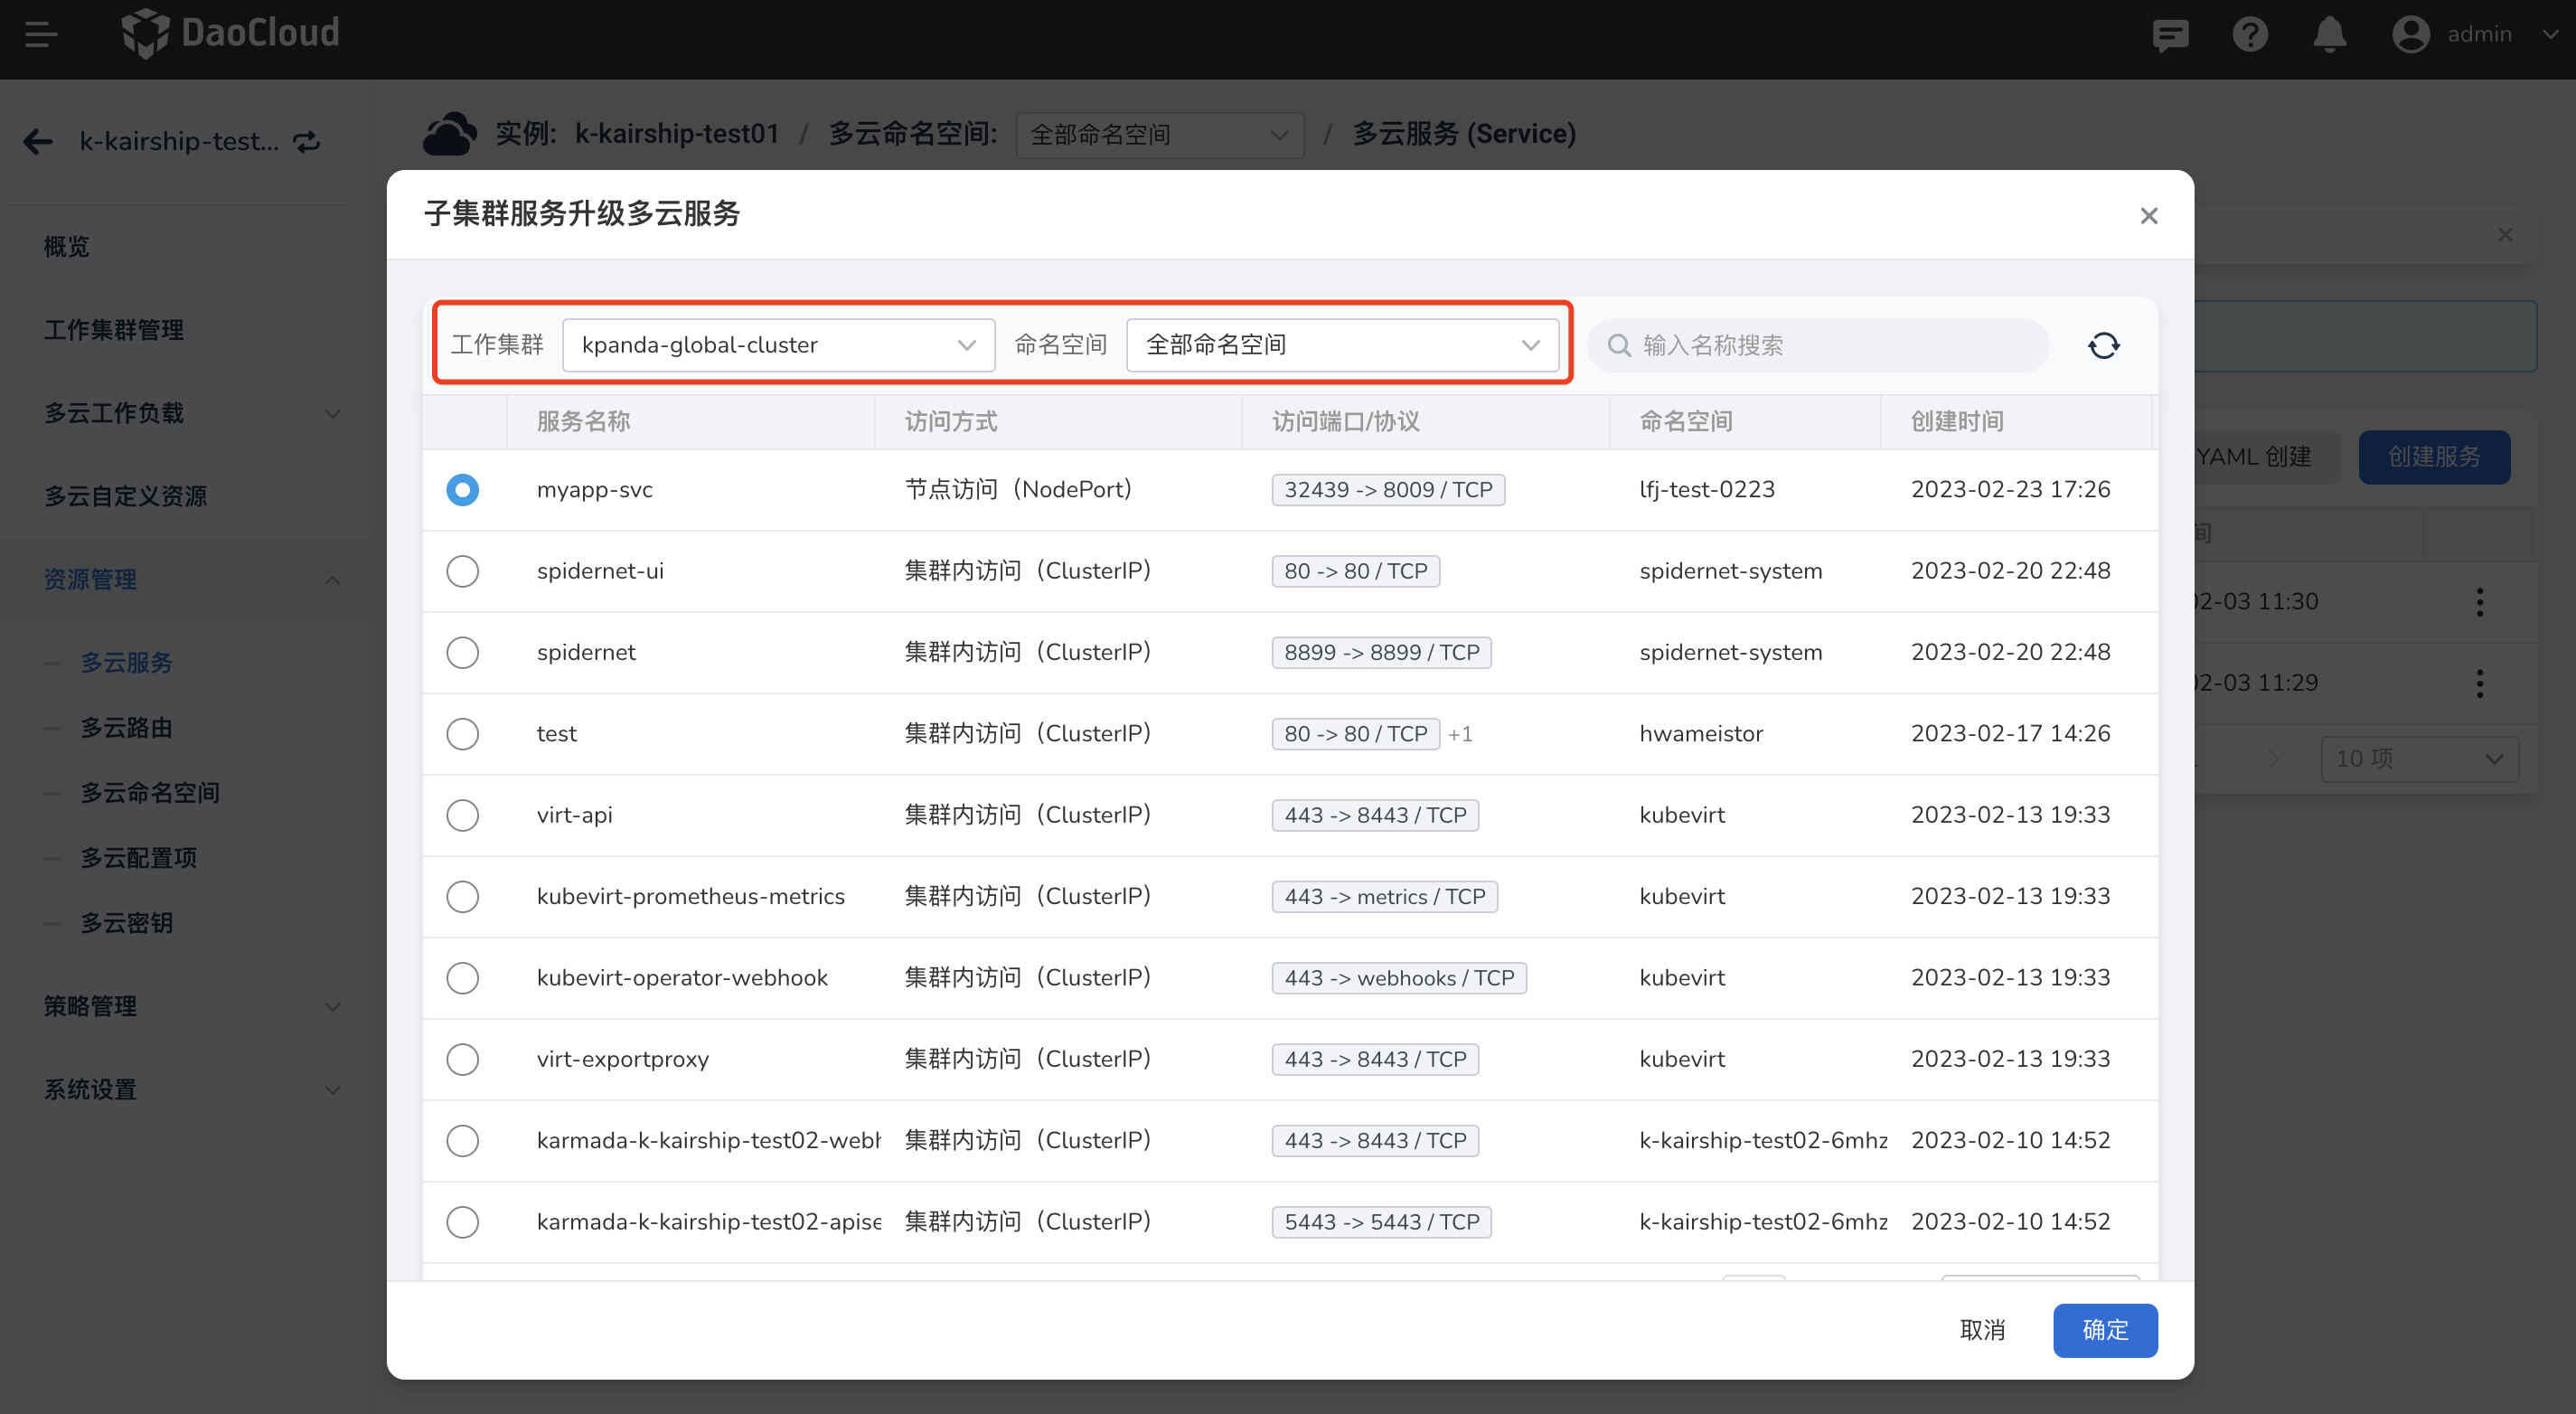 DaoCloud
admin
k-kairship-test...
实例: k-kairship-test01 / 多云命名空间: 全部命名空间 / 多云服务 (Service)
概览
工作集群管理
多云工作负载
多云自定义资源
资源管理
多云服务
多云路由
多云命名空间
多云配置项
多云密钥
策略管理
系统设置
子集群服务升级多云服务
工作集群 kpanda-global-cluster 命名空间 全部命名空间 输入名称搜索
服务名称 访问方式 访问端口/协议 命名空间 创建时间
myapp-svc 节点访问（NodePort） 32439 -> 8009 / TCP lfj-test-0223 2023-02-23 17:26
spidernet-ui 集群内访问（ClusterIP） 80 -> 80 / TCP spidernet-system 2023-02-20 22:48
spidernet 集群内访问（ClusterIP） 8899 -> 8899 / TCP spidernet-system 2023-02-20 22:48
test 集群内访问（ClusterIP） 80 -> 80 / TCP +1 hwameistor 2023-02-17 14:26
virt-api 集群内访问（ClusterIP） 443 -> 8443 / TCP kubevirt 2023-02-13 19:33
kubevirt-prometheus-metrics 集群内访问（ClusterIP） 443 -> metrics / TCP kubevirt 2023-02-13 19:33
kubevirt-operator-webhook 集群内访问（ClusterIP） 443 -> webhooks / TCP kubevirt 2023-02-13 19:33
virt-exportproxy 集群内访问（ClusterIP） 443 -> 8443 / TCP kubevirt 2023-02-13 19:33
karmada-k-kairship-test02-webh 集群内访问（ClusterIP） 443 -> 8443 / TCP k-kairship-test02-6mhz 2023-02-10 14:52
karmada-k-kairship-test02-apise 集群内访问（ClusterIP） 5443 -> 5443 / TCP k-kairship-test02-6mhz 2023-02-10 14:52
取消 确定
YAML 创建 创建服务
间
02-03 11:30
02-03 11:29
10 项